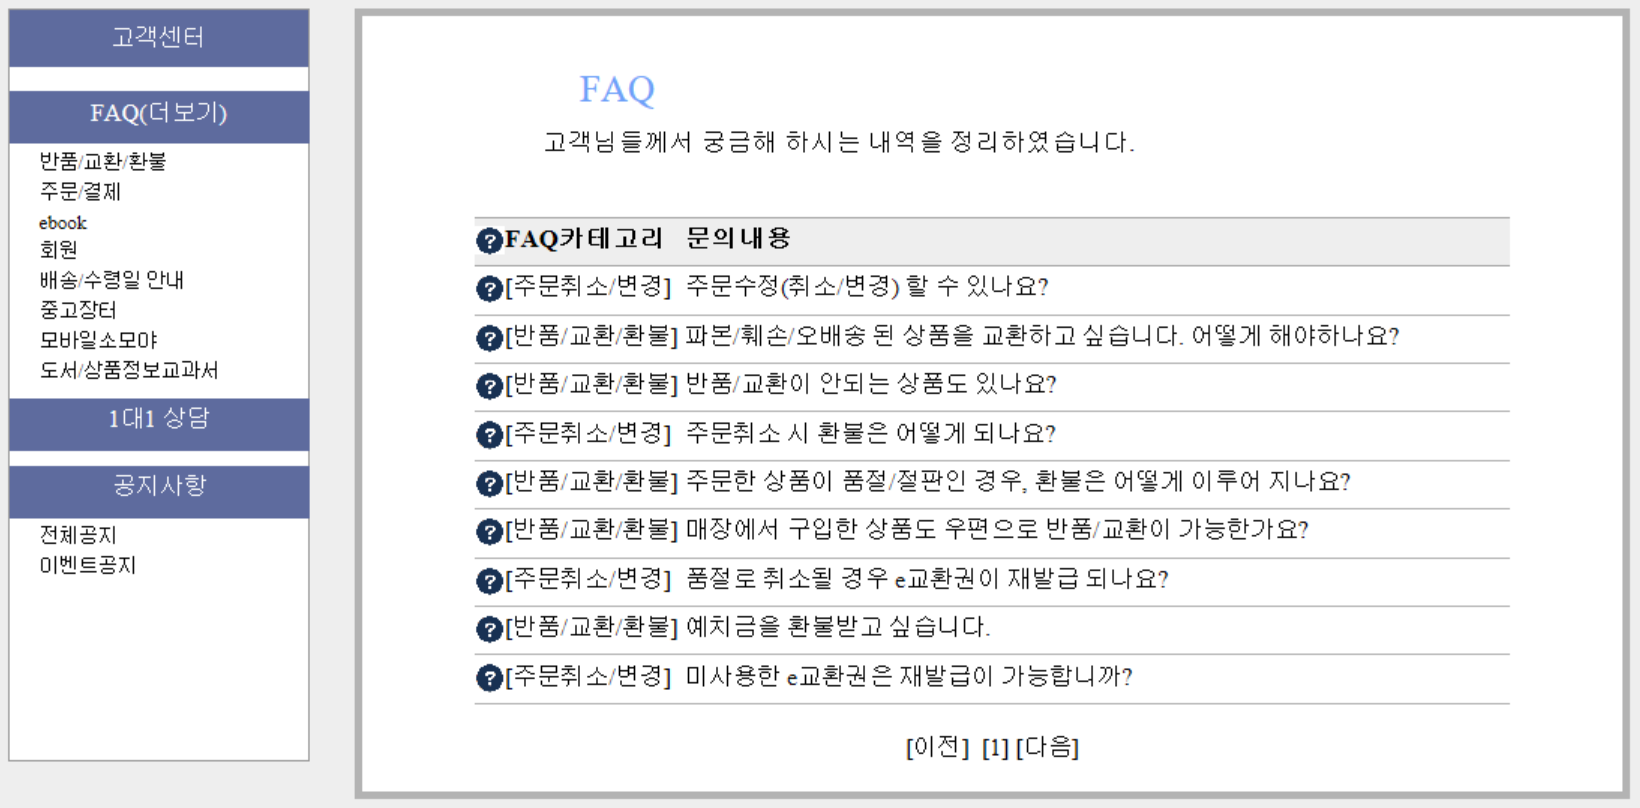 고객센터
FAQ(더보기)
반품/교환/환불
주문/결제
ebook
회원
배송/수령일 안내
중고장터
모바일소모야
도서/상품정보교과서
1대1 상담
공지사항
전체공지
이벤트공지
FAQ
고객님들께서 궁금해 하시는 내역을 정리하였습니다.
FAQ카테고리 문의내용
[주문취소/변경] 주문수정(취소/변경) 할 수 있나요?
[반품/교환/환불] 파본/훼손/오배송 된 상품을 교환하고 싶습니다. 어떻게 해야하나요?
[반품/교환/환불] 반품/교환이 안되는 상품도 있나요?
[주문취소/변경] 주문취소 시 환불은 어떻게 되나요?
[반품/교환/환불] 주문한 상품이 품절/절판인 경우, 환불은 어떻게 이루어 지나요?
[반품/교환/환불] 매장에서 구입한 상품도 우편으로 반품/교환이 가능한가요?
[주문취소/변경] 품절로 취소될 경우 e교환권이 재발급 되나요?
[반품/교환/환불] 예치금을 환불받고 싶습니다.
[주문취소/변경] 미사용한 e교환권은 재발급이 가능합니까?
[이전] [1] [다음]